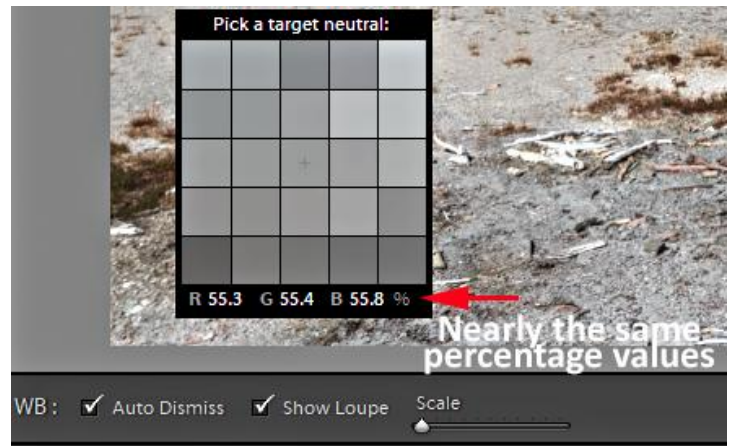 Pick a target neutral:
R 55.3 G 55.4 B 55.8 %
Nearly the same
percentage values
WB: Auto Dismiss Show Loupe Scale